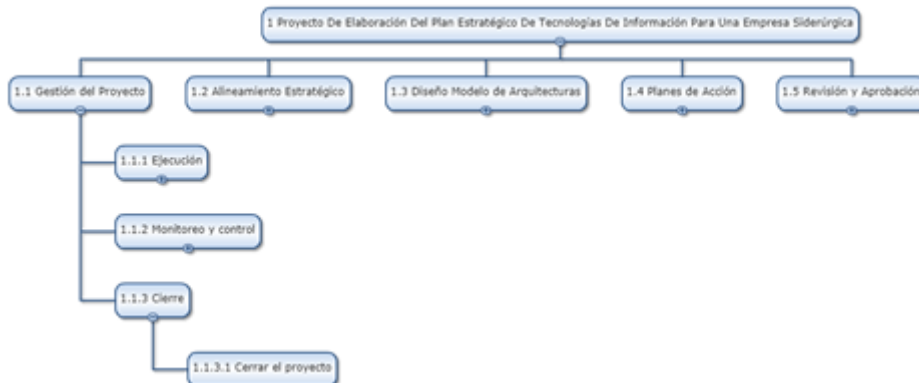 1 Proyecto De Elaboración Del Plan Estratégico De Tecnologías De Información Para Una Empresa Siderúrgica
1.1 Gestión del Proyecto
1.2 Alineamiento Estratégico
1.3 Diseño Modelo de Arquitecturas
1.4 Planes de Acción
1.5 Revisión y Aprobación
1.1.1 Ejecución
1.1.2 Monitoreo y control
1.1.3 Cierre
1.1.3.1 Cerrar el proyecto